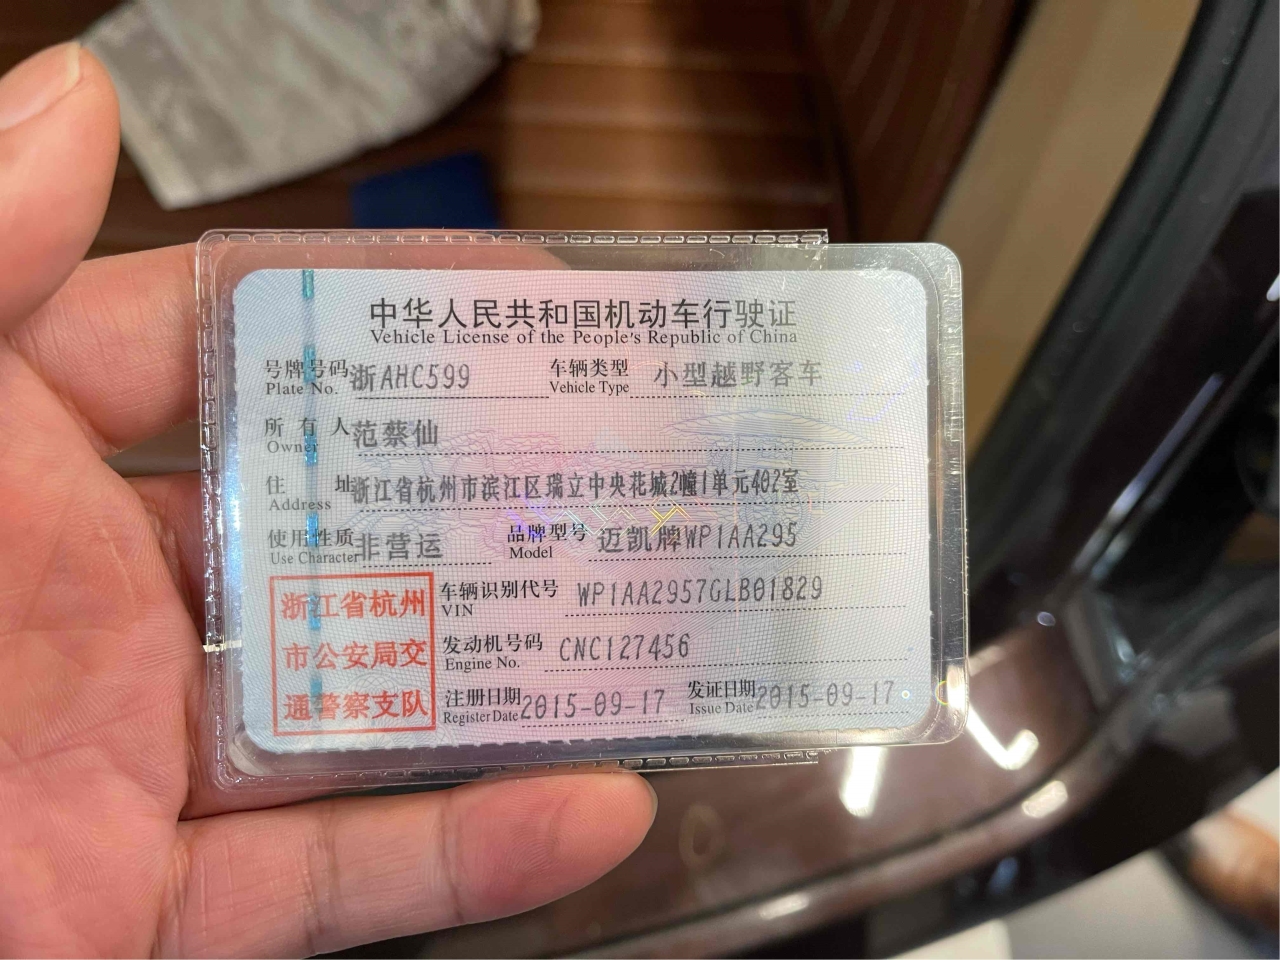 中华人民共和国机动车行驶证
Vehicle License of the People's Republic of China
号牌号码 浙AHC599 车辆类型 小型越野客车
Plate No. Vehicle Type
所有人 范蔡仙
Owner
住址 浙江省杭州市滨江区瑞立中央花城2幢1单元402室
Address
使用性质 非营运 品牌型号 迈凯牌WP1AA295
Use Character Model
浙江省杭州
市公安局交
通警察支队
车辆识别代号 WP1AA2957GLB01829
VIN
发动机号码 CNC127456
Engine No.
注册日期 2015-09-17 发证日期 2015-09-17
Register Date Issue Date